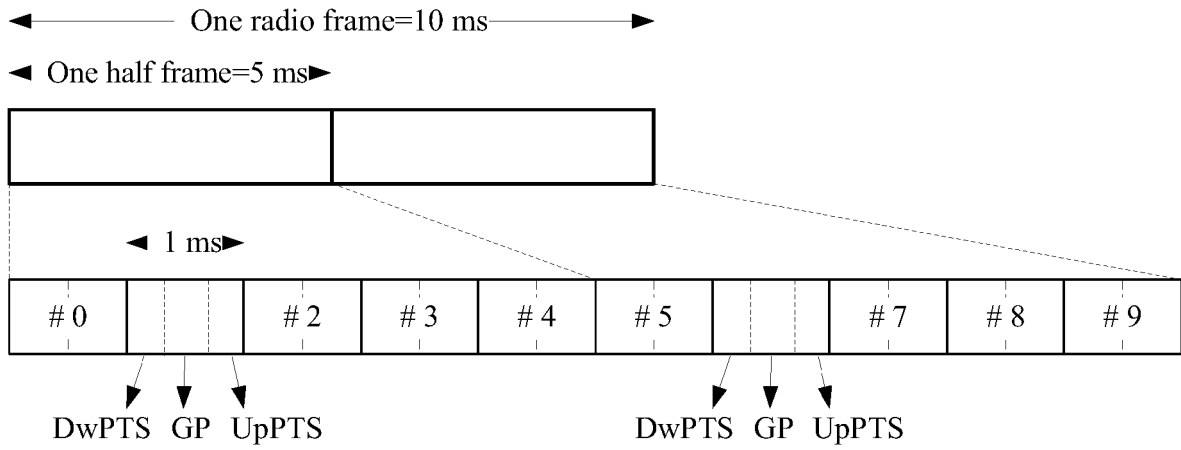 One radio frame=10 ms
One half frame=5 ms
1 ms
# 0 # 2 # 3 # 4 # 5 # 7 # 8 # 9
DwPTS GP UpPTS DwPTS GP UpPTS